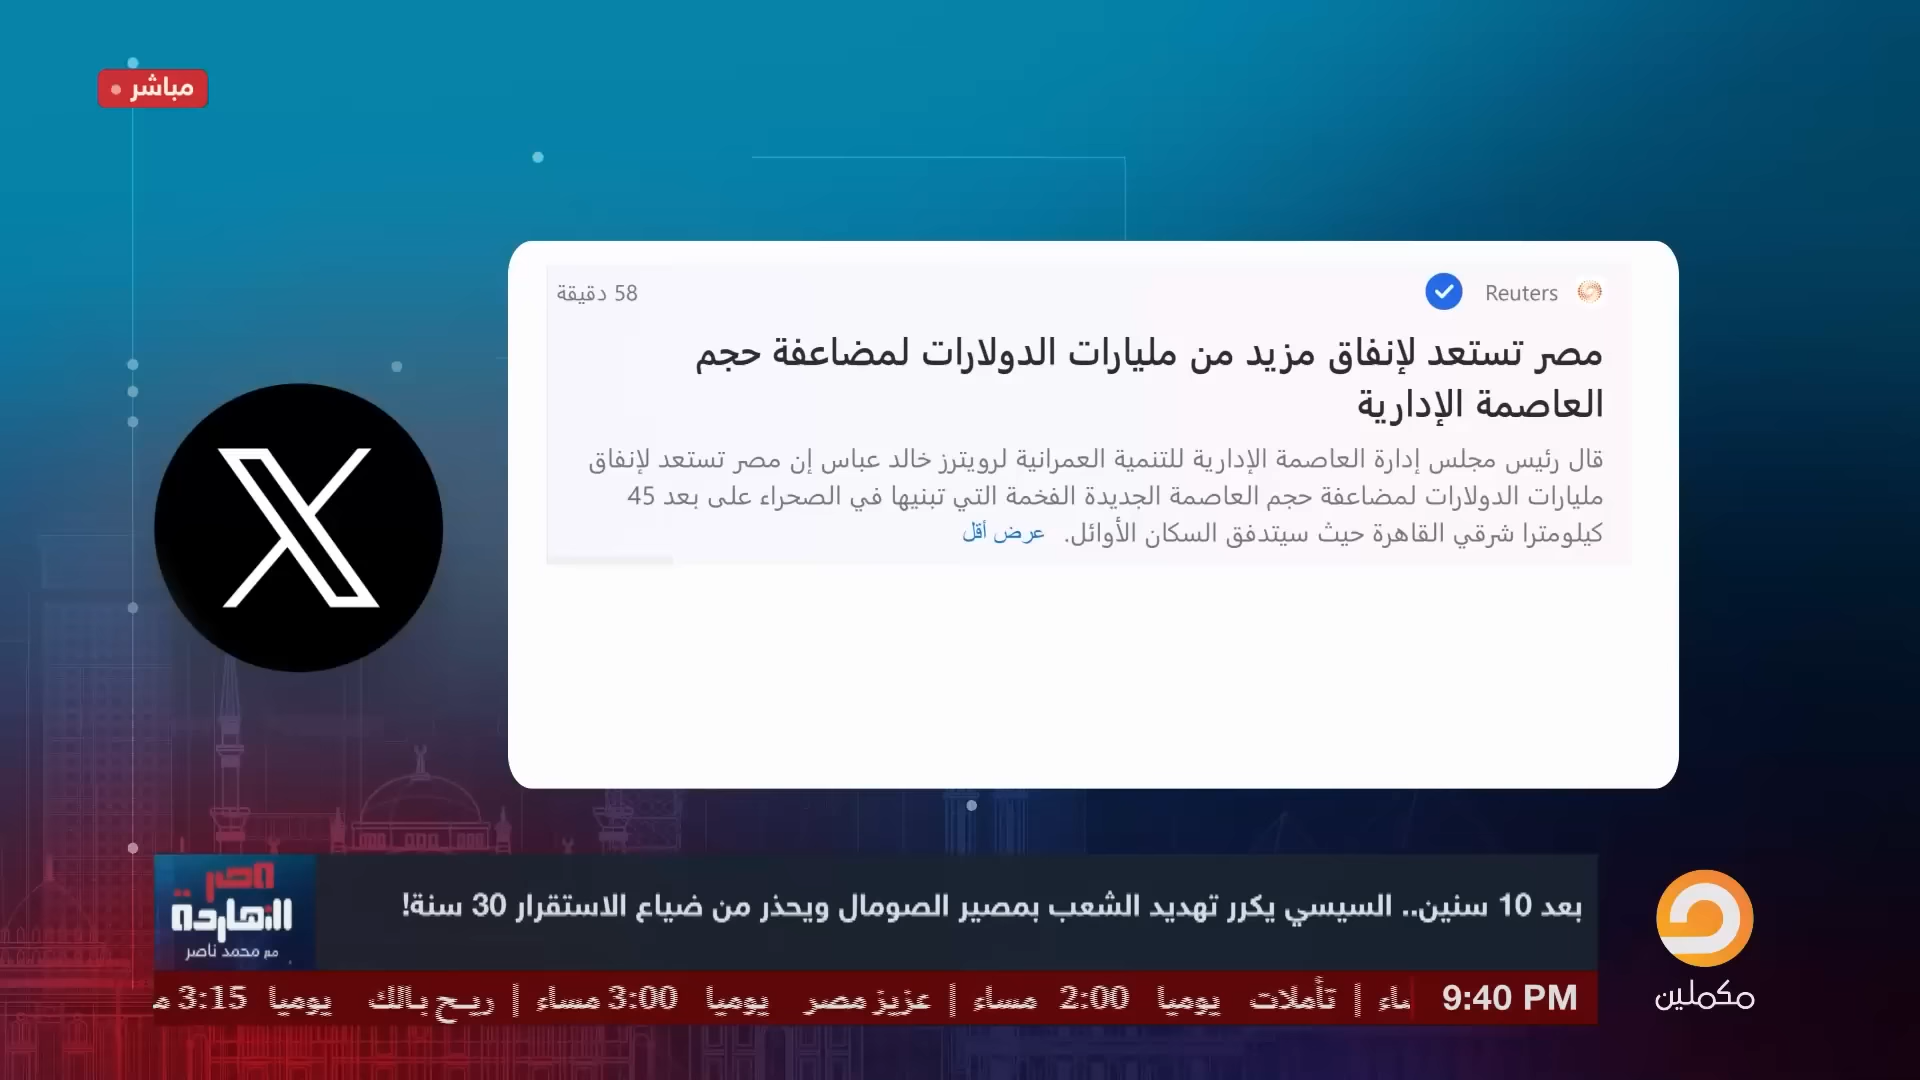 مباشر
Reuters
58 دقيقة
مصر تستعد لإنفاق مزيد من مليارات الدولارات لمضاعفة حجم
العاصمة الإدارية
قال رئيس مجلس إدارة العاصمة الإدارية للتنمية العمرانية لرويترز خالد عباس إن مصر تستعد لإنفاق
مليارات الدولارات لمضاعفة حجم العاصمة الجديدة الفخمة التي تبنيها في الصحراء على بعد 45
كيلومترا شرقي القاهرة حيث سيتدفق السكان الأوائل. عرض أقل
بعد 10 سنين.. السيسي يكرر تهديد الشعب بمصير الصومال ويحذر من ضياع الاستقرار 30 سنة!
مصر
النهاردة
مع محمد ناصر
9:40 PM
ـاء | تأملات يوميا 2:00 مساء | عزيز مصر يوميا 3:00 مساء | ريـح بـالك يوميا 3:15 مـ
مكملين